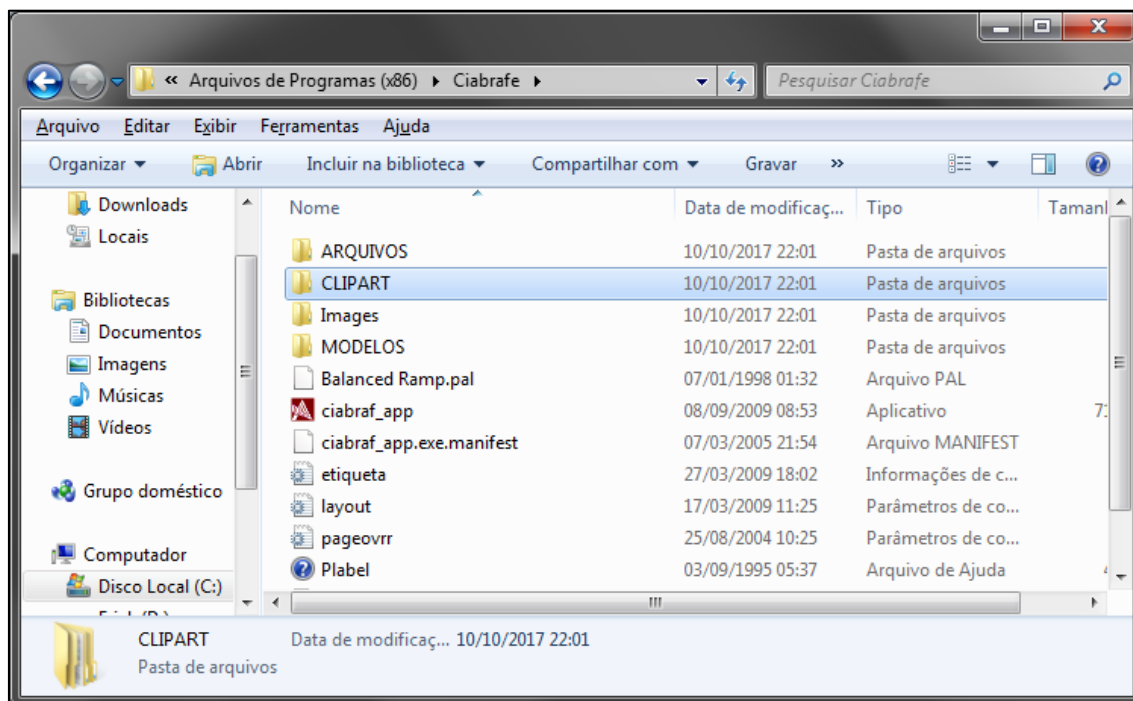 « Arquivos de Programas (x86) Ciabrafe Pesquisar Ciabrafe
Arquivo Editar Exibir Ferramentas Ajuda
Organizar Abrir Incluir na biblioteca Compartilhar com Gravar »
Downloads
Locais
Bibliotecas
Documentos
Imagens
Músicas
Vídeos
Grupo doméstico
Computador
Disco Local (C:)
Nome Data de modificaç... Tipo
ARQUIVOS 10/10/2017 22:01 Pasta de arquivos
CLIPART 10/10/2017 22:01 Pasta de arquivos
Images 10/10/2017 22:01 Pasta de arquivos
MODELOS 10/10/2017 22:01 Pasta de arquivos
Balanced Ramp.pal 07/01/1998 01:32 Arquivo PAL
ciabraf_app 08/09/2009 08:53 Aplicativo
ciabraf_app.exe.manifest 07/03/2005 21:54 Arquivo MANIFEST
etiqueta 27/03/2009 18:02 Informações de c...
layout 17/03/2009 11:25 Parâmetros de co...
pageovrr 25/08/2004 10:25 Parâmetros de co...
Plabel 03/09/1995 05:37 Arquivo de Ajuda
CLIPART Data de modificaç... 10/10/2017 22:01
Pasta de arquivos